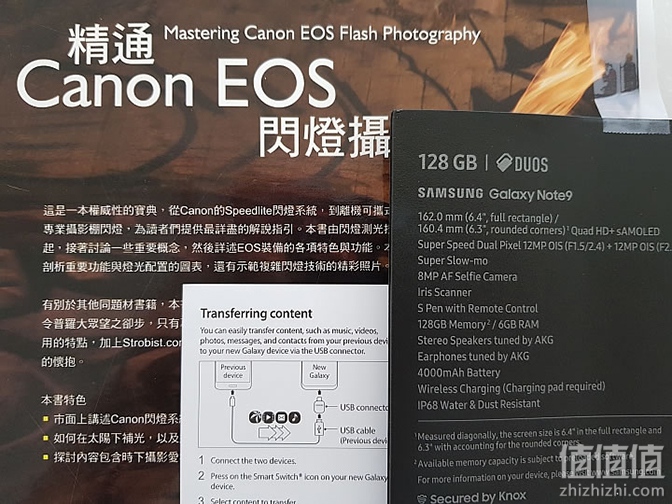 精通 Mastering Canon EOS Flash Photography
Canon EOS
閃燈攝
這是一本權威性的寶典，從Canon的Speedlite閃燈系統，到離機可攜式
專業攝影棚閃燈，為讀者們提供最詳盡的解說指引。本書由閃燈測光
起，接著討論一些重要概念，然後詳述EOS裝備的各項特色與功能。本
剖析重要功能與燈光配置的圖表，還有示範複雜閃燈技術的精彩照片。
有別於其他同題材書籍，本
令普羅大眾望之卻步，只有
用的特點，加上Strobist.com
的懷抱。
本書特色
市面上講述Canon閃燈系
如何在太陽下補光，以及
探討內容包含時下攝影愛
Transferring content
You can easily transfer content, such as music, videos,
photos, messages, and contacts from your previous
to your new Galaxy device via the USB connector.
Previous
device
New
Galaxy
USB connector
USB cable
(Previous
1 Connect the two devices.
2 Press on the Smart Switch* icon on your new Galaxy
device.
3 Select content to transfer.
128 GB | DUOS
SAMSUNG Galaxy Note9
162.0 mm (6.4", full rectangle) /
160.4 mm (6.3", rounded corners)¹ Quad HD+ sAMOLED
Super Speed Dual Pixel 12MP OIS (F1.5/2.4) + 12MP OIS (F2.
Super Slow-mo
8MP AF Selfie Camera
Iris Scanner
S Pen with Remote Control
128GB Memory² / 6GB RAM
Stereo Speakers tuned by AKG
Earphones tuned by AKG
4000mAh Battery
Wireless Charging (Charging pad required)
IP68 Water & Dust Resistant
¹ Measured diagonally, the screen size is 6.4" in the full rectangle and
6.3" with accounting for the rounded corners.
² Available memory capacity is subject to
For more information, please visit www.samsung.com
Secured by Knox
值值值
zhizhizhi.com